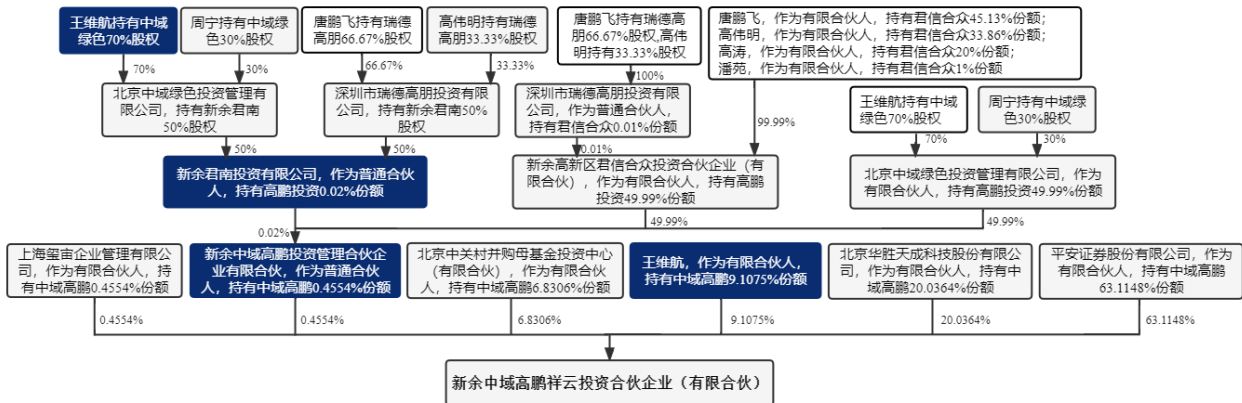 王维航持有中域
绿色70%股权
周宁持有中域绿
色30%股权
唐鹏飞持有瑞德
高朋66.67%股权
高伟明持有瑞德
高朋33.33%股权
唐鹏飞持有瑞德高
朋66.67%股权,高伟
明持有33.33%股权
唐鹏飞，作为有限合伙人，持有君信合众45.13%份额；
高伟明，作为有限合伙人，持有君信合众33.86%份额；
高涛，作为有限合伙人，持有君信合众20%份额；
潘苑，作为有限合伙人，持有君信合众1%份额
70%
30%
66.67%
33.33%
100%
99.99%
北京中域绿色投资管理有
限公司，持有新余君南
50%股权
深圳市瑞德高朋投资有限
公司，持有新余君南50%
股权
深圳市瑞德高朋投资有限
公司，作为普通合伙人，
持有君信合众0.01%份额
王维航持有中域
绿色70%股权
周宁持有中域绿
色30%股权
50%
50%
0.01%
70%
30%
新余君南投资有限公司，作为普通合伙
人，持有高鹏投资0.02%份额
新余高新区君信合众投资合伙企业（有
限合伙），作为有限合伙人，持有高鹏
投资49.99%份额
北京中域绿色投资管理有限公司，作为
有限合伙人，持有高鹏投资49.99%份额
0.02%
49.99%
49.99%
上海玺宙企业管理有限公
司，作为有限合伙人，持
有中域高鹏0.4554%份额
新余中域高鹏投资管理合伙企
业有限合伙，作为普通合伙
人，持有中域高鹏0.4554%份额
北京中关村并购母基金投资中心
（有限合伙），作为有限合伙
人，持有中域高鹏6.8306%份额
王维航，作为有限合伙人，
持有中域高鹏9.1075%份额
北京华胜天成科技股份有限公
司，作为有限合伙人，持有中
域高鹏20.0364%份额
平安证券股份有限公司，作为
有限合伙人，持有中域高鹏
63.1148%份额
0.4554%
0.4554%
6.8306%
9.1075%
20.0364%
63.1148%
新余中域高鹏祥云投资合伙企业（有限合伙）